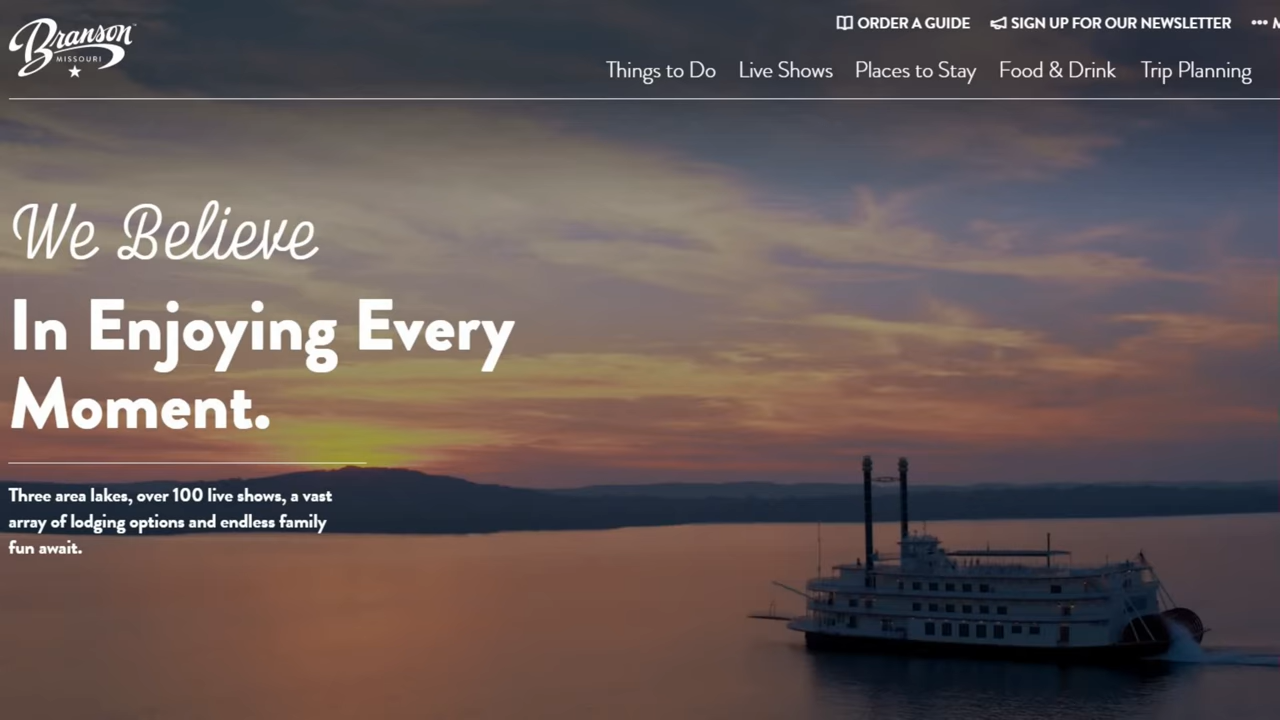 Branson
MISSOURI
ORDER A GUIDE
SIGN UP FOR OUR NEWSLETTER
Things to Do
Live Shows
Places to Stay
Food & Drink
Trip Planning
We Believe
In Enjoying Every
Moment.
Three area lakes, over 100 live shows, a vast
array of lodging options and endless family
fun await.